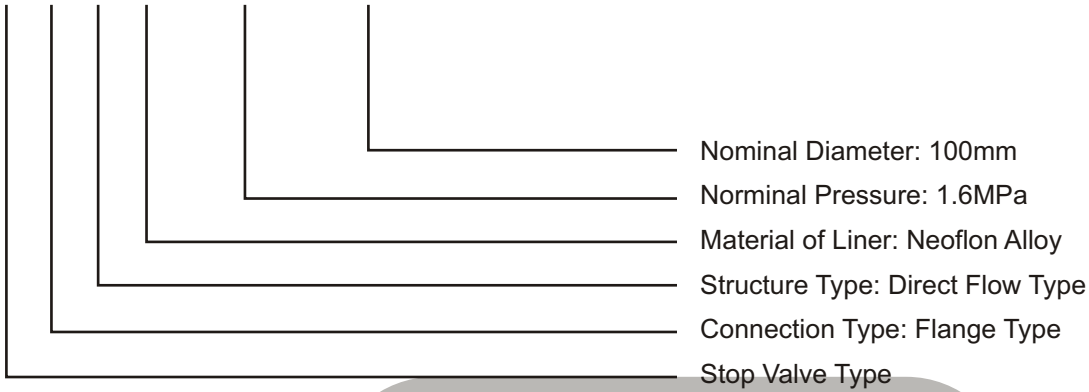 Nominal Diameter: 100mm
Norminal Pressure: 1.6MPa
Material of Liner: Neoflon Alloy
Structure Type: Direct Flow Type
Connection Type: Flange Type
Stop Valve Type